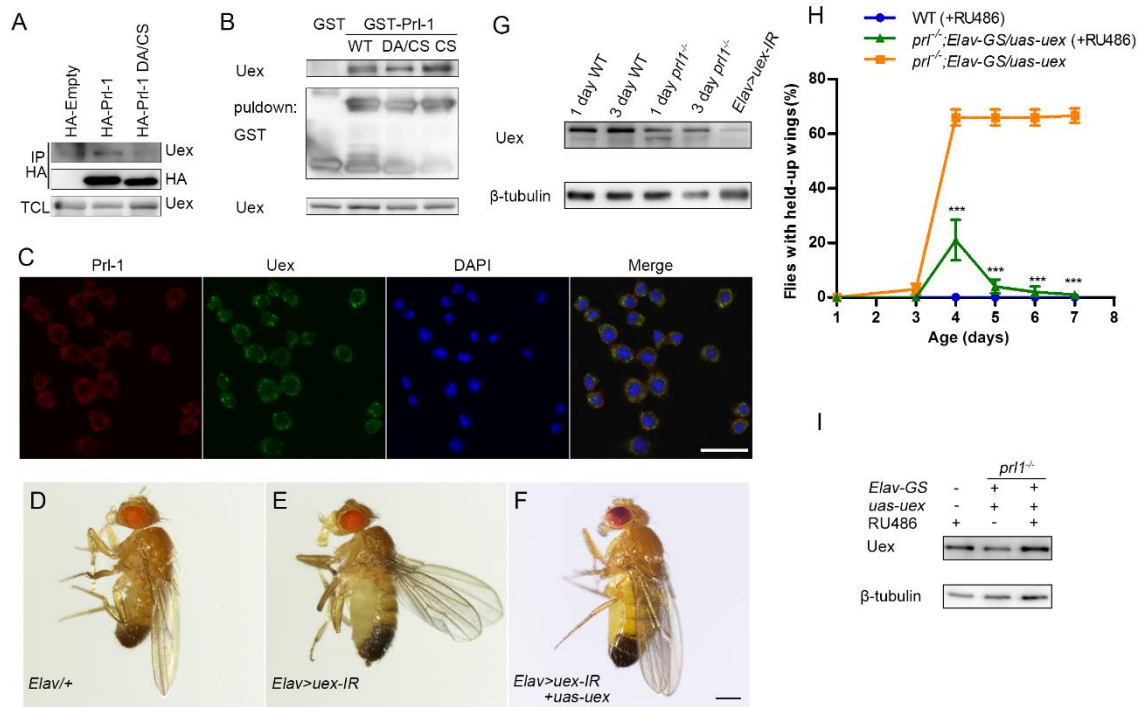 A
HA-Empty
HA-Prl-1
HA-Prl-1 DA/CS
IP
HA
Uex
HA
TCL
Uex
B
GST GST-Prl-1
WT DA/CS CS
Uex
puldown:
GST
Uex
C
Prl-1 Uex DAPI Merge
D
Elav/+
E
Elav>uex-IR
F
Elav>uex-IR
+uas-uex
G
1 day WT
3 day WT
1 day prl1-/-
3 day prl1-/-
Elav>uex-IR
Uex
β-tubulin
H
WT (+RU486)
prl-/-;Elav-GS/uas-uex (+RU486)
prl-/-;Elav-GS/uas-uex
Flies with held-up wings(%)
80
60
40
20
0
***
***
***
***
1 2 3 4 5 6 7 8
Age (days)
I
prl1-/-
Elav-GS - + +
uas-uex - + +
RU486 + - +
Uex
β-tubulin